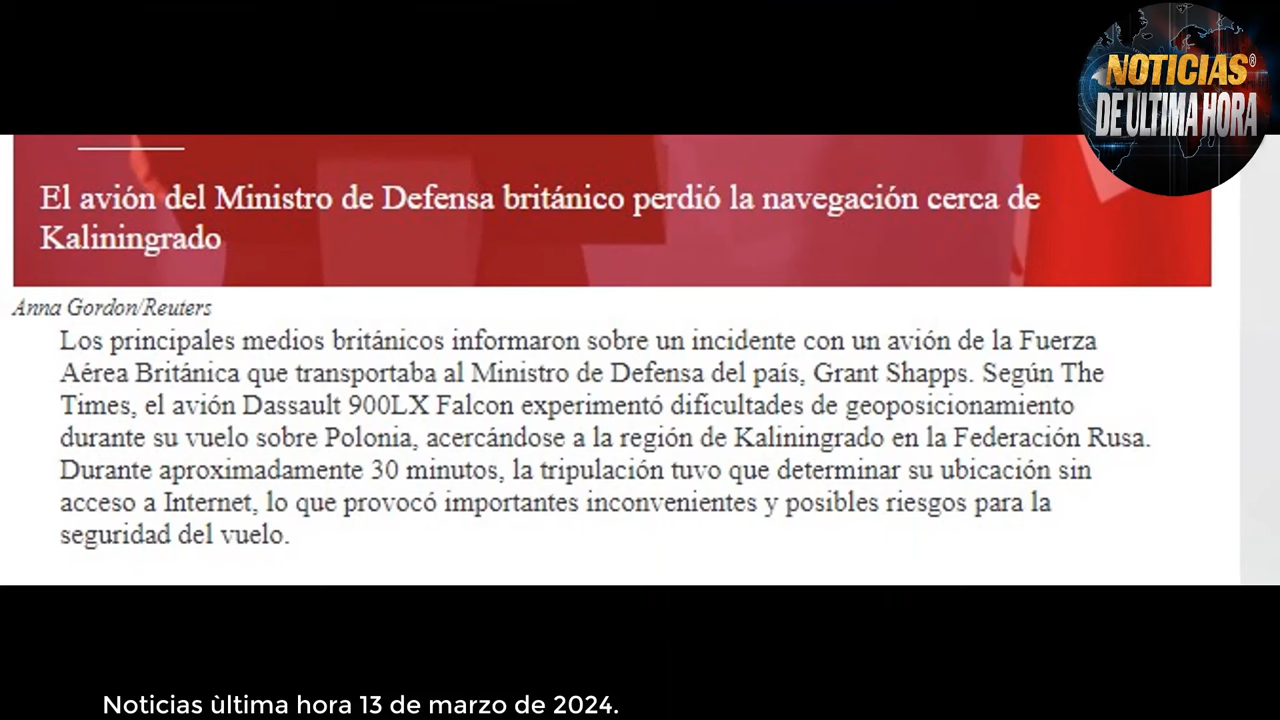 NOTICIAS®
DE ULTIMA HORA
El avión del Ministro de Defensa británico perdió la navegación cerca de
Kaliningrado
Anna Gordon/Reuters
Los principales medios británicos informaron sobre un incidente con un avión de la Fuerza
Aérea Británica que transportaba al Ministro de Defensa del país, Grant Shapps. Según The
Times, el avión Dassault 900LX Falcon experimentó dificultades de geoposicionamiento
durante su vuelo sobre Polonia, acercándose a la región de Kaliningrado en la Federación Rusa.
Durante aproximadamente 30 minutos, la tripulación tuvo que determinar su ubicación sin
acceso a Internet, lo que provocó importantes inconvenientes y posibles riesgos para la
seguridad del vuelo.
Noticias ùltima hora 13 de marzo de 2024.